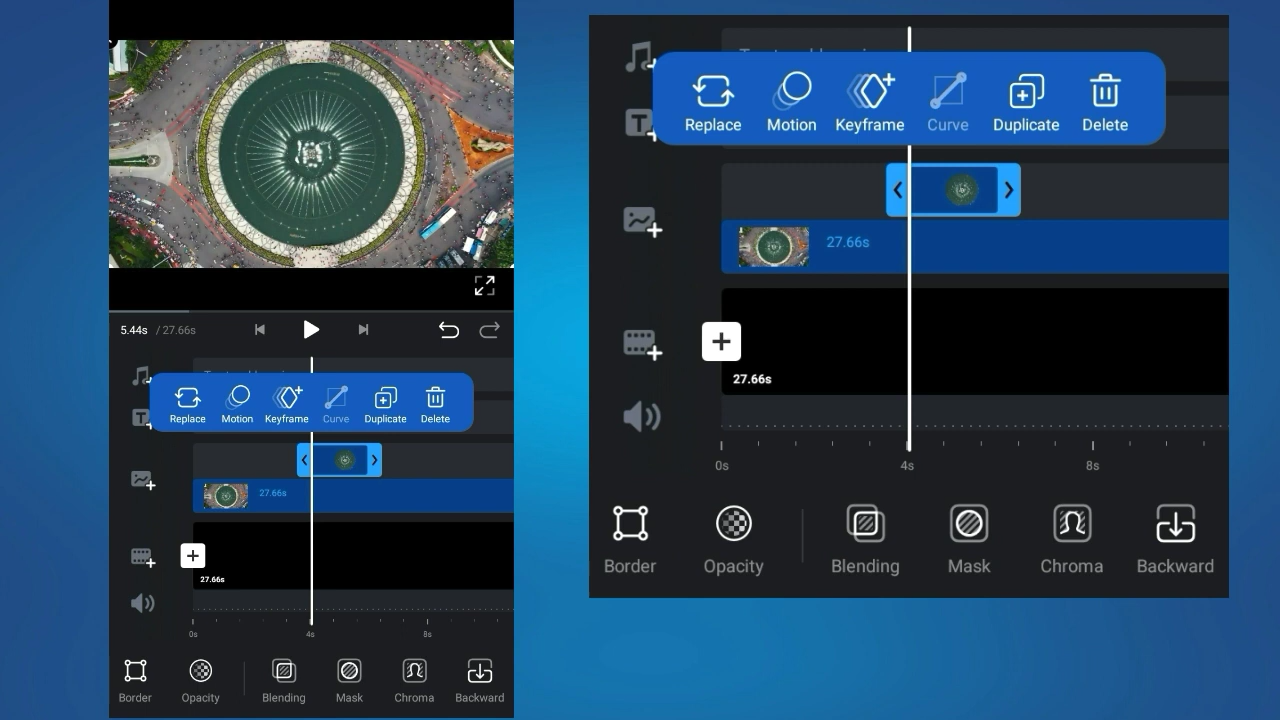 5.44s / 27.66s
Replace Motion Keyframe Curve Duplicate Delete
27.66s
27.66s
0s 4s 8s
Border Opacity Blending Mask Chroma Backward
Replace Motion Keyframe Curve Duplicate Delete
27.66s
27.66s
0s 4s 8s
Border Opacity Blending Mask Chroma Backward